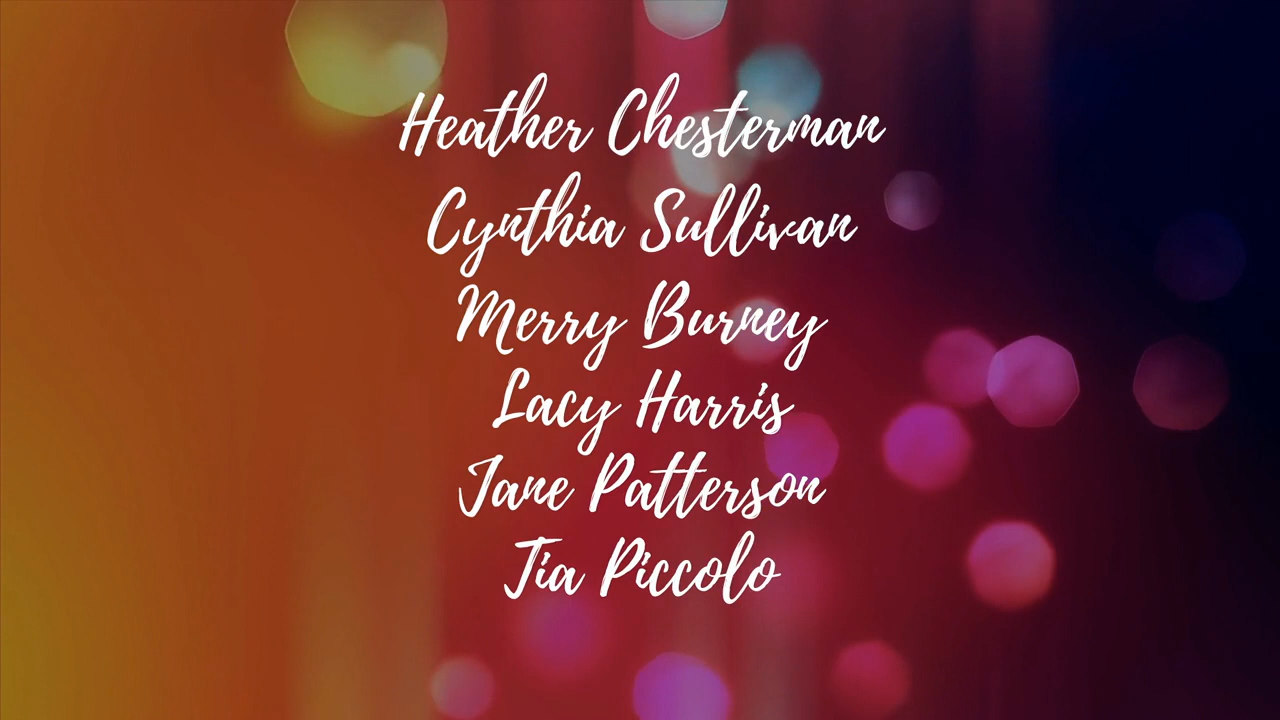 Heather Chesterman
Cynthia Sullivan
Merry Burney
Lacy Harris
Jane Patterson
Tia Piccolo